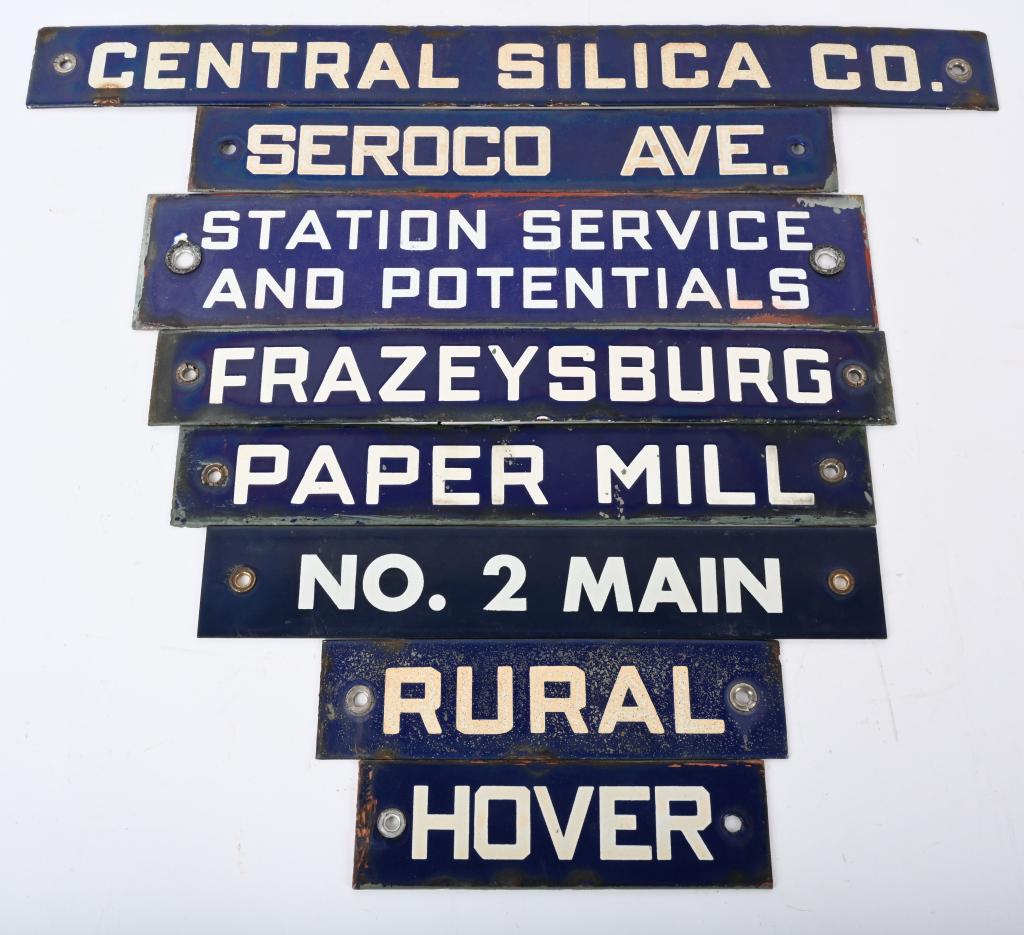 CENTRAL SILICA CO.
SEROCO AVE.
STATION SERVICE
AND POTENTIALS
FRAZEYSBURG
PAPER MILL
NO. 2 MAIN
RURAL
HOVER